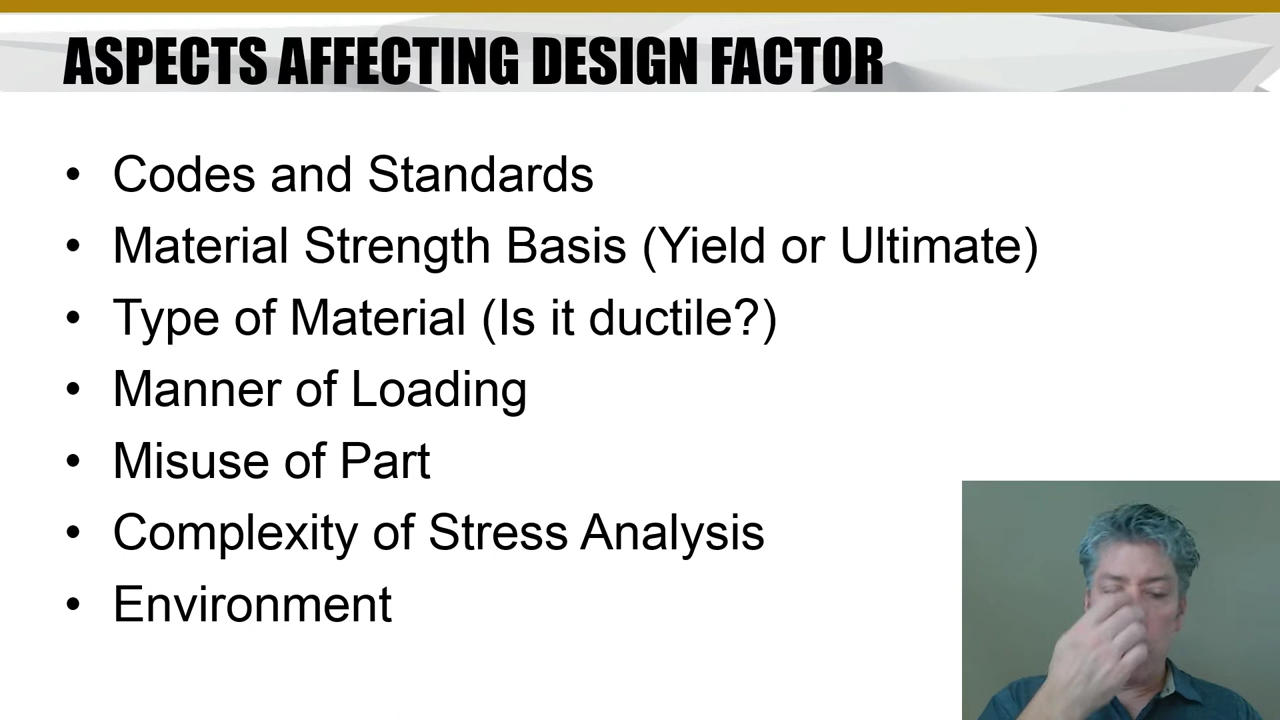 ASPECTS AFFECTING DESIGN FACTOR
• Codes and Standards
• Material Strength Basis (Yield or Ultimate)
• Type of Material (Is it ductile?)
• Manner of Loading
• Misuse of Part
• Complexity of Stress Analysis
• Environment